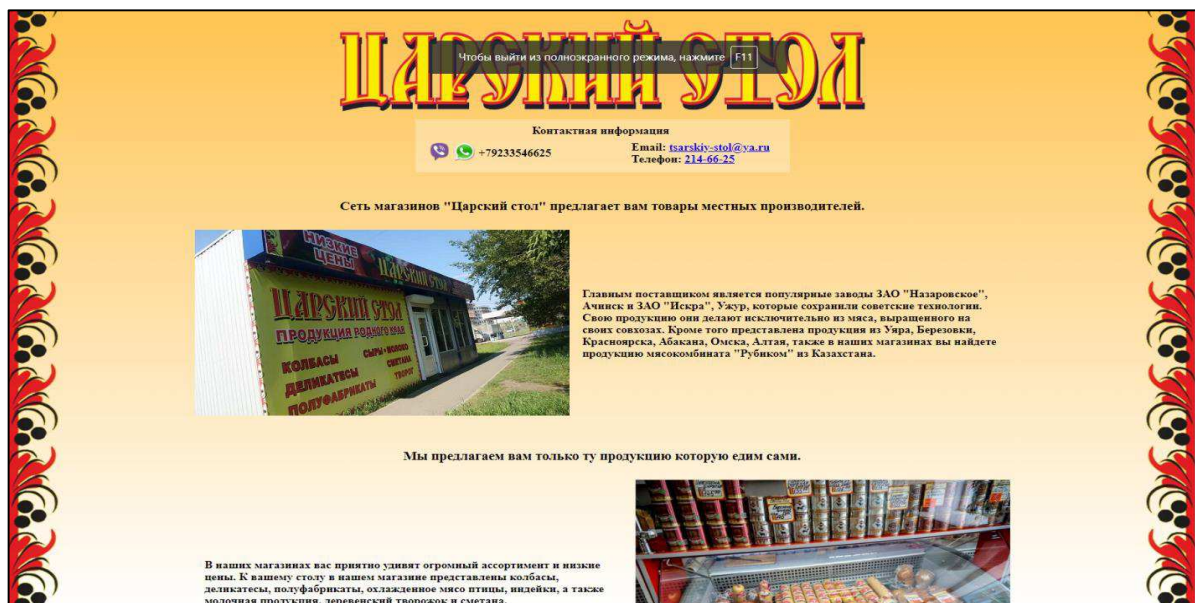 ЦАРСКИЙ СТОЛ
Чтобы выйти из полноэкранного режима, нажмите F11
Контактная информация
+79233546625
Email: tsarskiy-stol@ya.ru
Телефон: 214-66-25
Сеть магазинов "Царский стол" предлагает вам товары местных производителей.
НИЗКИЕ
ЦЕНЫ
ЦАРСКИЙ СТОЛ
ЦАРСКИЙ СТОЛ
ПРОДУКЦИЯ РОДНОГО КРАЯ
КОЛБАСЫ
ДЕЛИКАТЕСЫ
ПОЛУФАБРИКАТЫ
СЫРЫ • МОЛОКО
СМЕТАНА
ТВОРОГ
Главным поставщиком является популярные заводы ЗАО "Назаровское",
Ачинск и ЗАО "Искра", Ужур, которые сохранили советские технологии.
Свою продукцию они делают исключительно из мяса, выращенного на
своих совхозах. Кроме того представлена продукция из Уяра, Березовки,
Красноярска, Абакана, Омска, Алтая, также в наших магазинах вы найдете
продукцию мясокомбината "Рубиком" из Казахстана.
Мы предлагаем вам только ту продукцию которую едим сами.
В наших магазинах вас приятно удивят огромный ассортимент и низкие
цены. К вашему столу в нашем магазине представлены колбасы,
деликатесы, полуфабрикаты, охлажденное мясо птицы, индейки, а также
молочная продукция, деревенский творожок и сметана.